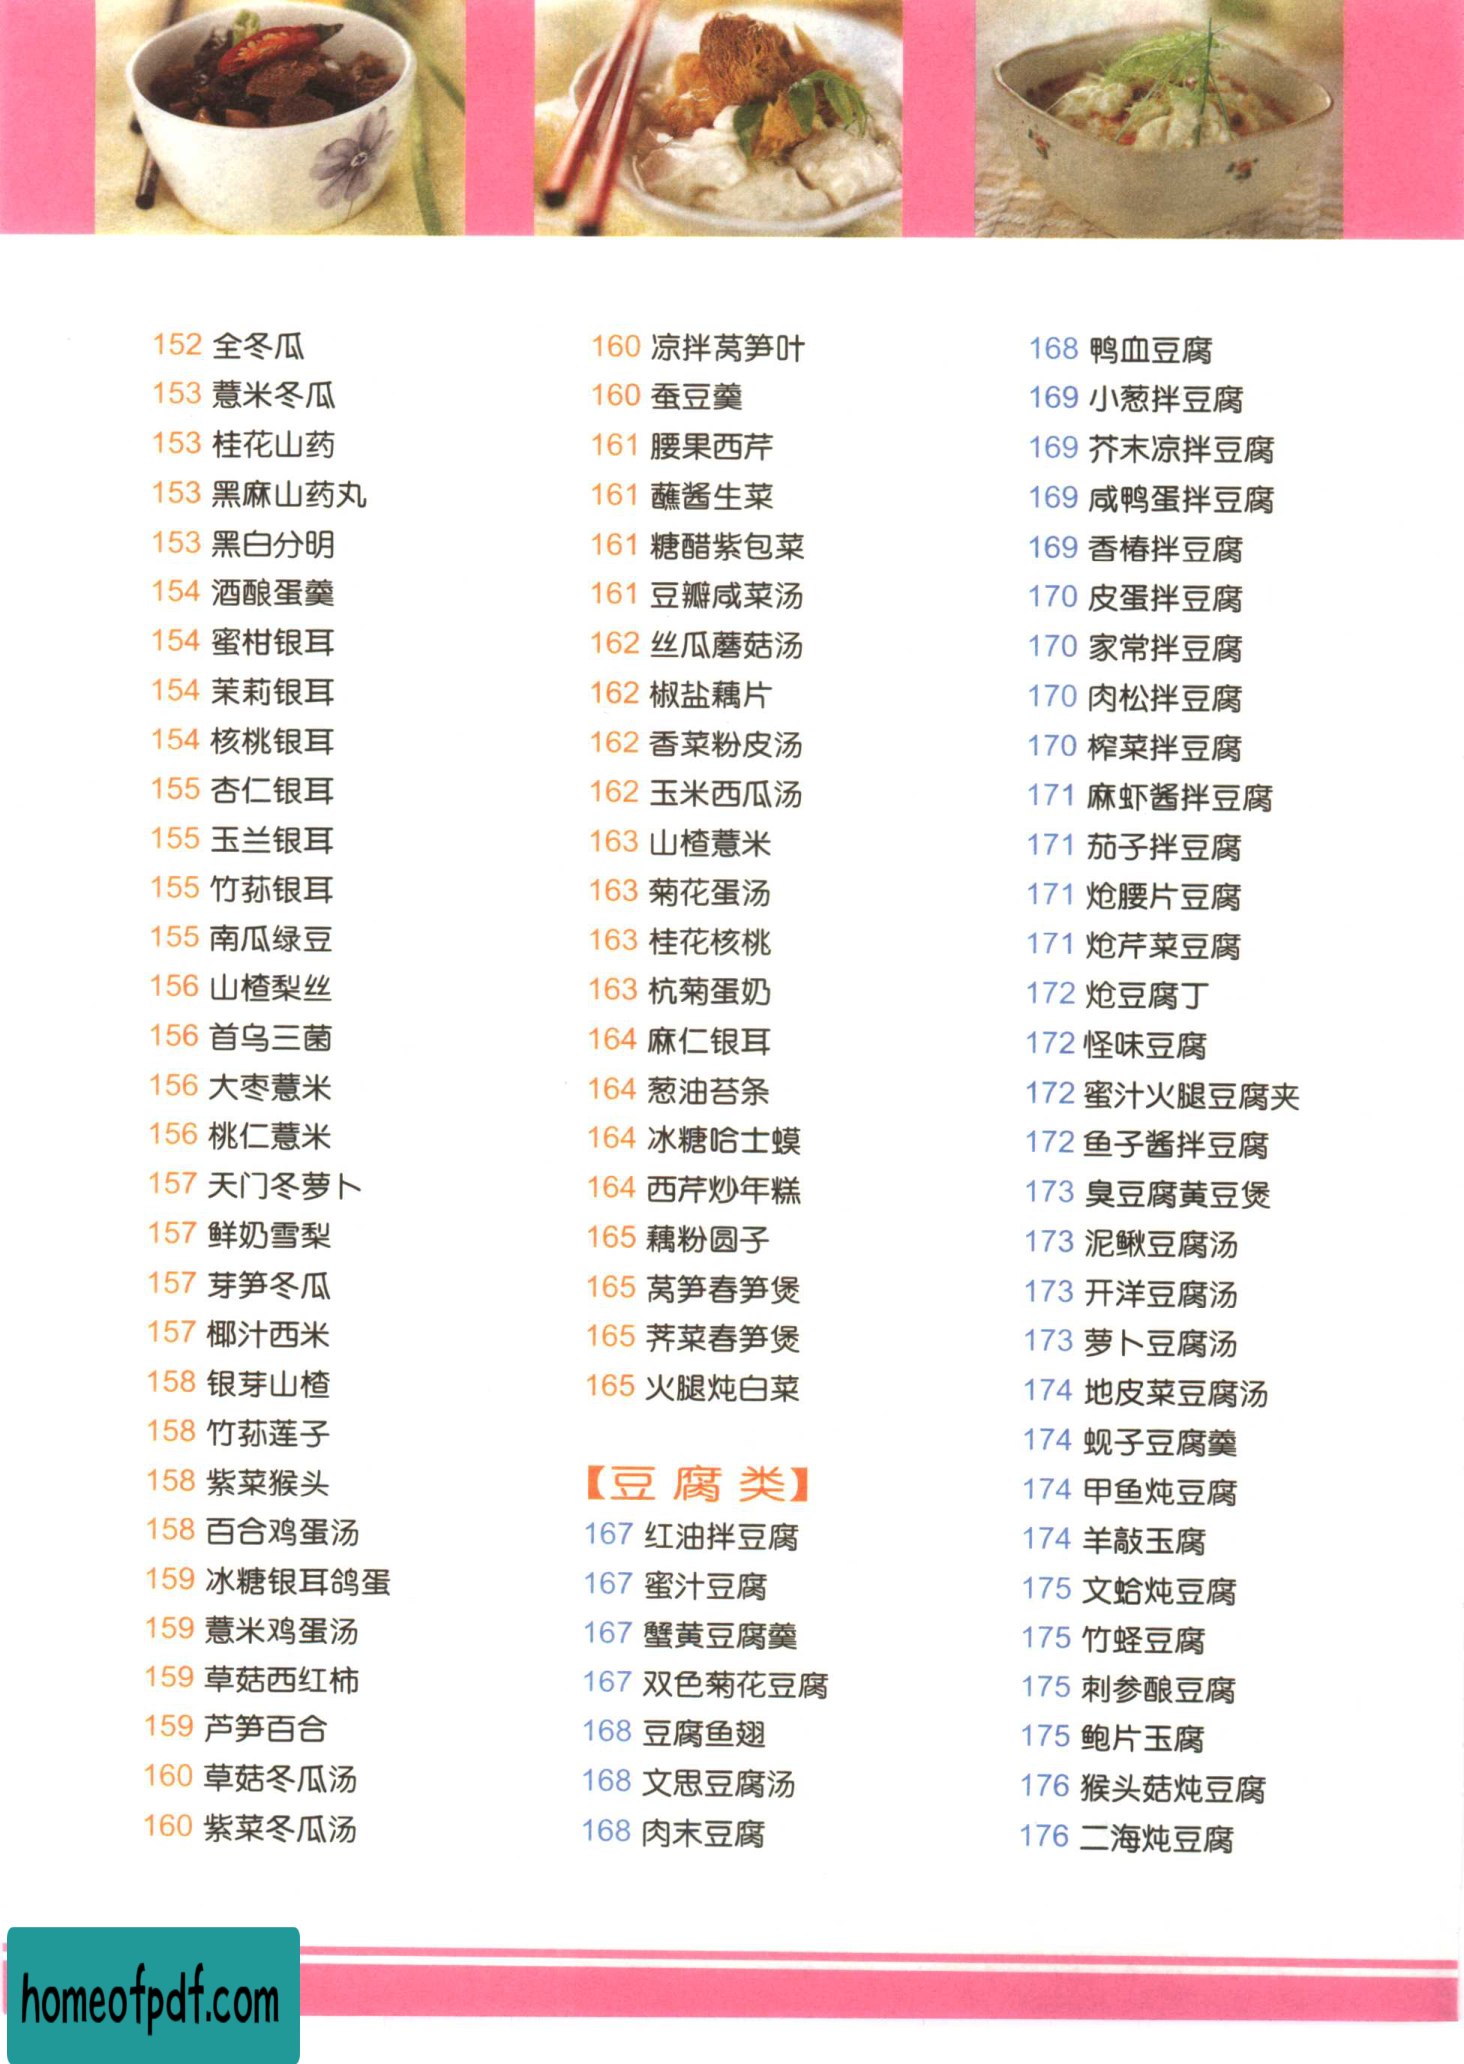 152 全冬瓜
153 薏米冬瓜
153 桂花山药
153 黑麻山药丸
153 黑白分明
154 酒酿蛋羹
154 蜜柑银耳
154 茉莉银耳
154 核桃银耳
155 杏仁银耳
155 玉兰银耳
155 竹荪银耳
155 南瓜绿豆
156 山楂梨丝
156 首乌三菌
156 大枣薏米
156 桃仁薏米
157 天门冬萝卜
157 鲜奶雪梨
157 芽笋冬瓜
157 椰汁西米
158 银芽山楂
158 竹荪莲子
158 紫菜猴头
158 百合鸡蛋汤
159 冰糖银耳鸽蛋
159 薏米鸡蛋汤
159 草菇西红柿
159 芦笋百合
160 草菇冬瓜汤
160 紫菜冬瓜汤
160 凉拌莴笋叶
160 蚕豆羹
161 腰果西芹
161 蘸酱生菜
161 糖醋紫包菜
161 豆瓣咸菜汤
162 丝瓜蘑菇汤
162 椒盐藕片
162 香菜粉皮汤
162 玉米西瓜汤
163 山楂薏米
163 菊花蛋汤
163 桂花核桃
163 杭菊蛋奶
164 麻仁银耳
164 葱油苔条
164 冰糖哈士蟆
164 西芹炒年糕
165 藕粉圆子
165 莴笋春笋煲
165 荠菜春笋煲
165 火腿炖白菜
【豆腐类】
167 红油拌豆腐
167 蜜汁豆腐
167 蟹黄豆腐羹
167 双色菊花豆腐
168 豆腐鱼翅
168 文思豆腐汤
168 肉末豆腐
168 鸭血豆腐
169 小葱拌豆腐
169 芥末凉拌豆腐
169 咸鸭蛋拌豆腐
169 香椿拌豆腐
170 皮蛋拌豆腐
170 家常拌豆腐
170 肉松拌豆腐
170 榨菜拌豆腐
171 麻虾酱拌豆腐
171 茄子拌豆腐
171 炝腰片豆腐
171 炝芹菜豆腐
172 炝豆腐丁
172 怪味豆腐
172 蜜汁火腿豆腐夹
172 鱼子酱拌豆腐
173 臭豆腐黄豆煲
173 泥鳅豆腐汤
173 开洋豆腐汤
173 萝卜豆腐汤
174 地皮菜豆腐汤
174 蚬子豆腐羹
174 甲鱼炖豆腐
174 羊敲玉腐
175 文蛤炖豆腐
175 竹蛏豆腐
175 刺参酿豆腐
175 鲍片玉腐
176 猴头菇炖豆腐
176 二海炖豆腐
homeofpdf.com